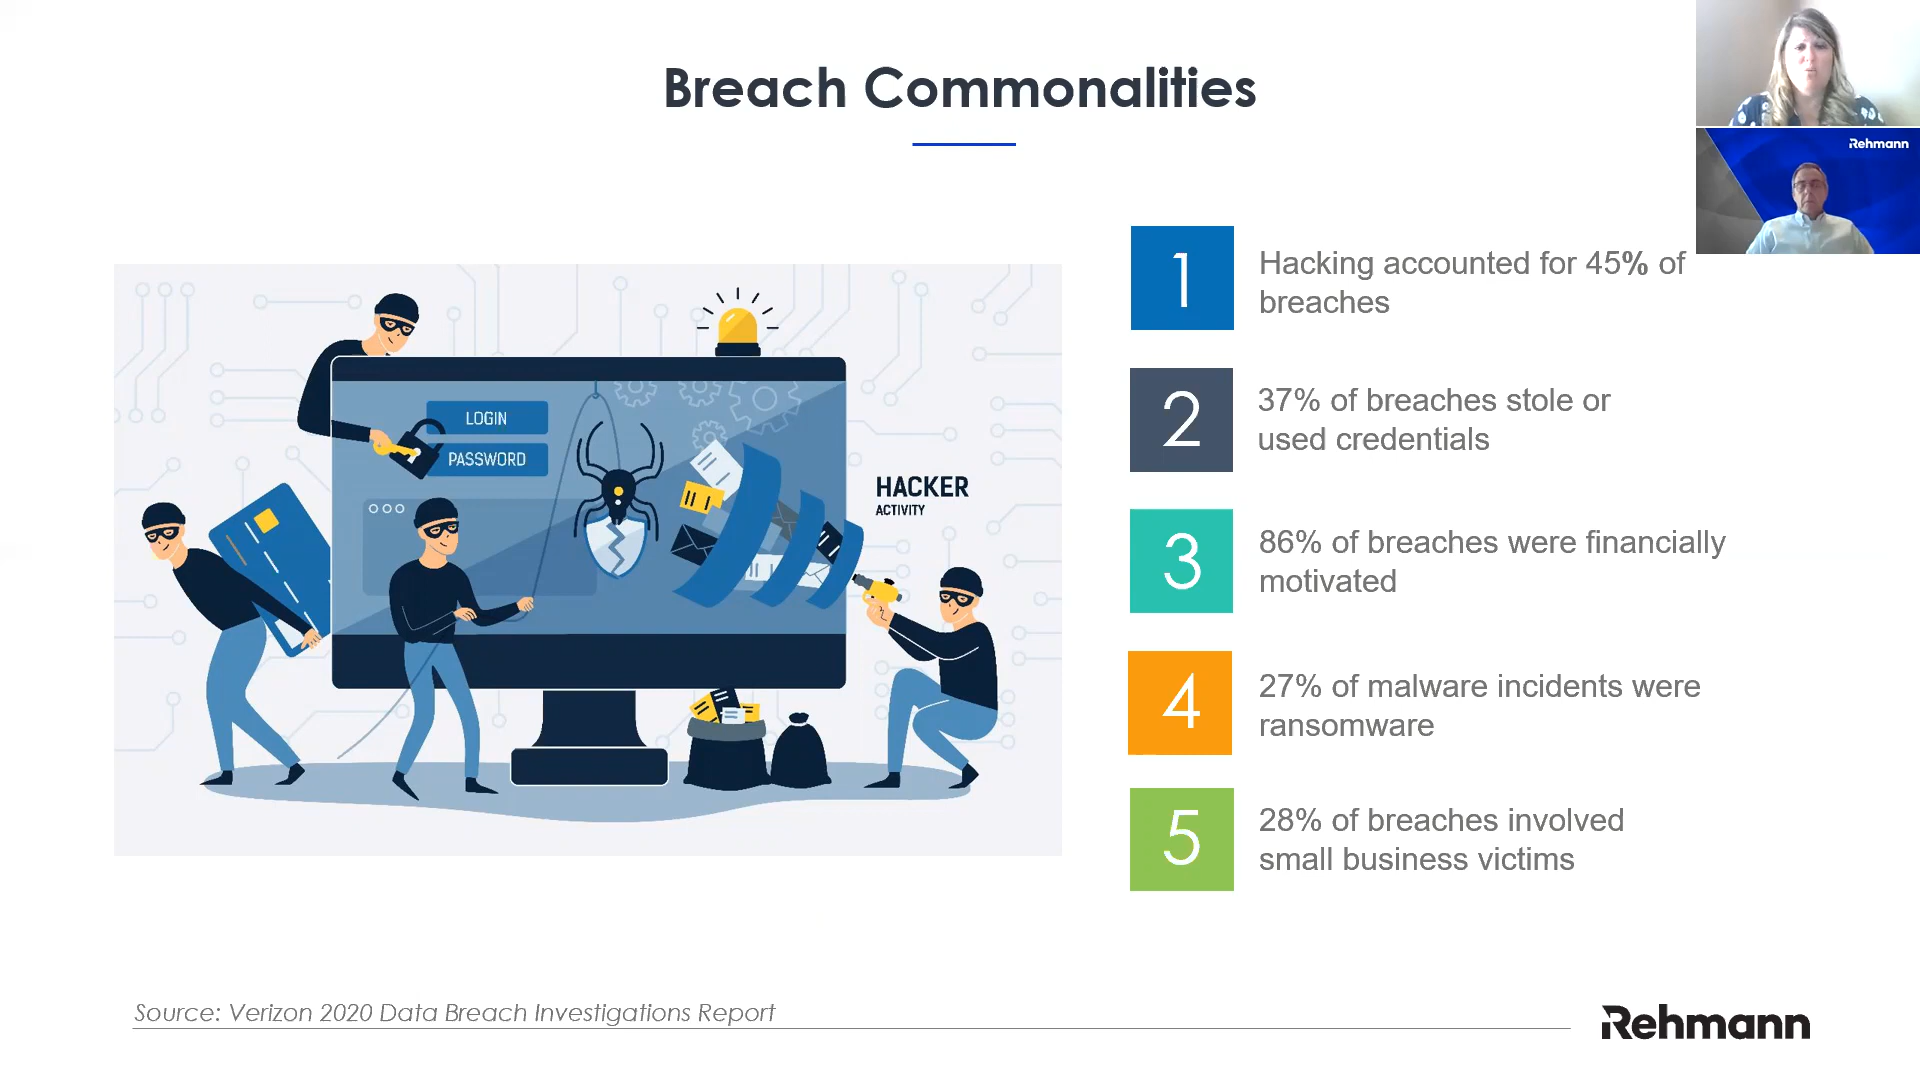 Breach Commonalities
Rehmann
LOGIN
PASSWORD
HACKER
ACTIVITY
1
Hacking accounted for 45% of
breaches
2
37% of breaches stole or
used credentials
3
86% of breaches were financially
motivated
4
27% of malware incidents were
ransomware
5
28% of breaches involved
small business victims
Source: Verizon 2020 Data Breach Investigations Report
Rehmann